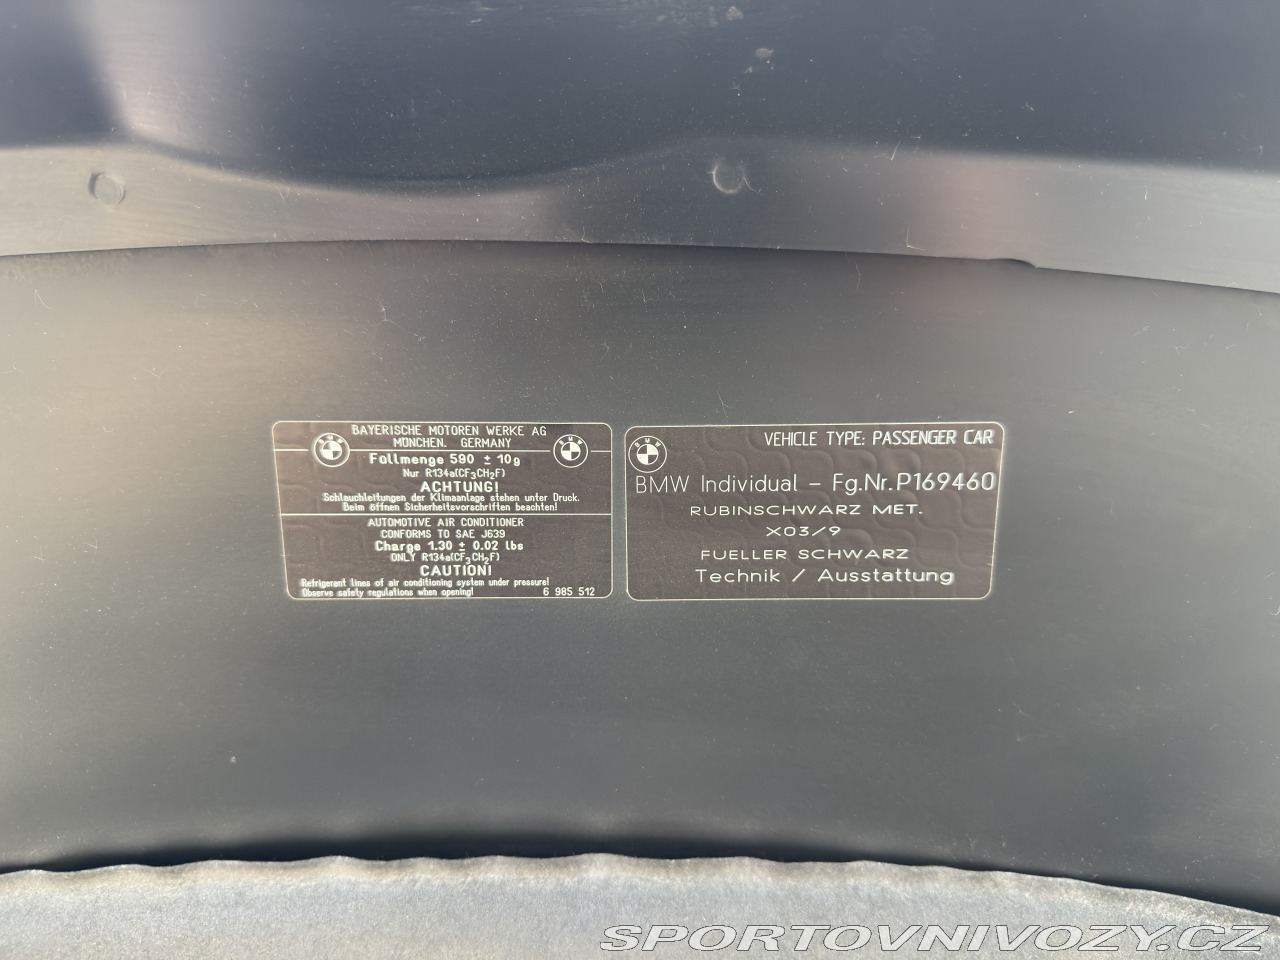 BAYERISCHE MOTOREN WERKE AG
MÜNCHEN, GERMANY
Füllmenge 590 ± 10g
Nur R134a(CF₃CH₂F)
ACHTUNG!
Schlauchleitungen der Klimaanlage stehen unter Druck.
Beim öffnen Sicherheitsvorschriften beachten!
AUTOMOTIVE AIR CONDITIONER
CONFORMS TO SAE J639
Charge 1.30 ± 0.02 lbs
ONLY R134a(CF₃CH₂F)
CAUTION!
Refrigerant lines of air conditioning system under pressure!
Observe safety regulations when opening!
6 985 512
VEHICLE TYPE: PASSENGER CAR
BMW Individual - Fg.Nr.P169460
RUBINSCHWARZ MET.
X03/9
FUELLER SCHWARZ
Technik / Ausstattung
BMW
BMW
BMW
SPORTOVNIVOZY.CZ